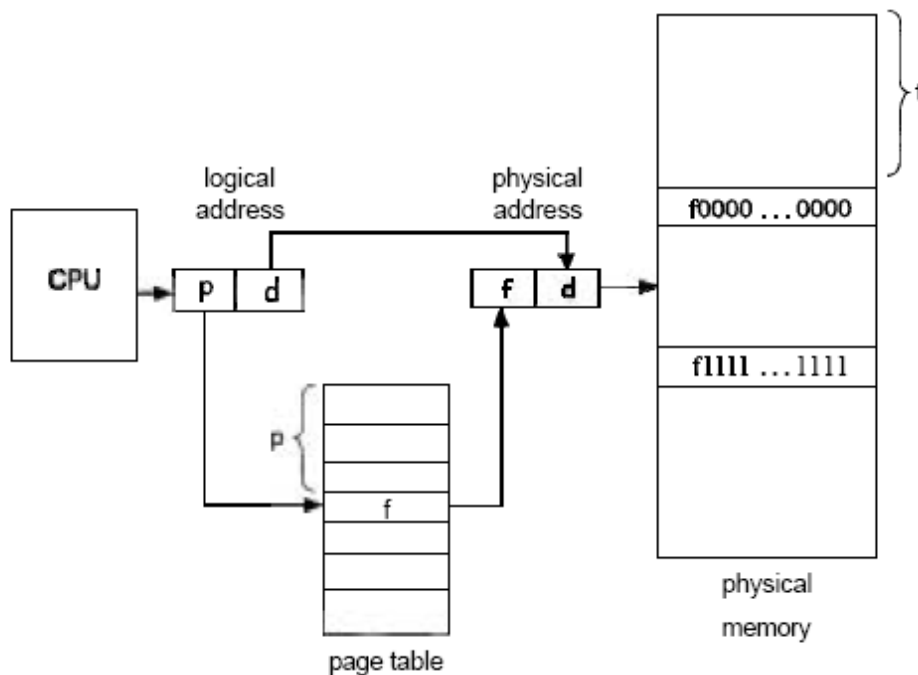 f
f0000 ... 0000
logical
address
physical
address
CPU
p
d
f
d
f1111 ... 1111
p
f
physical
memory
page table